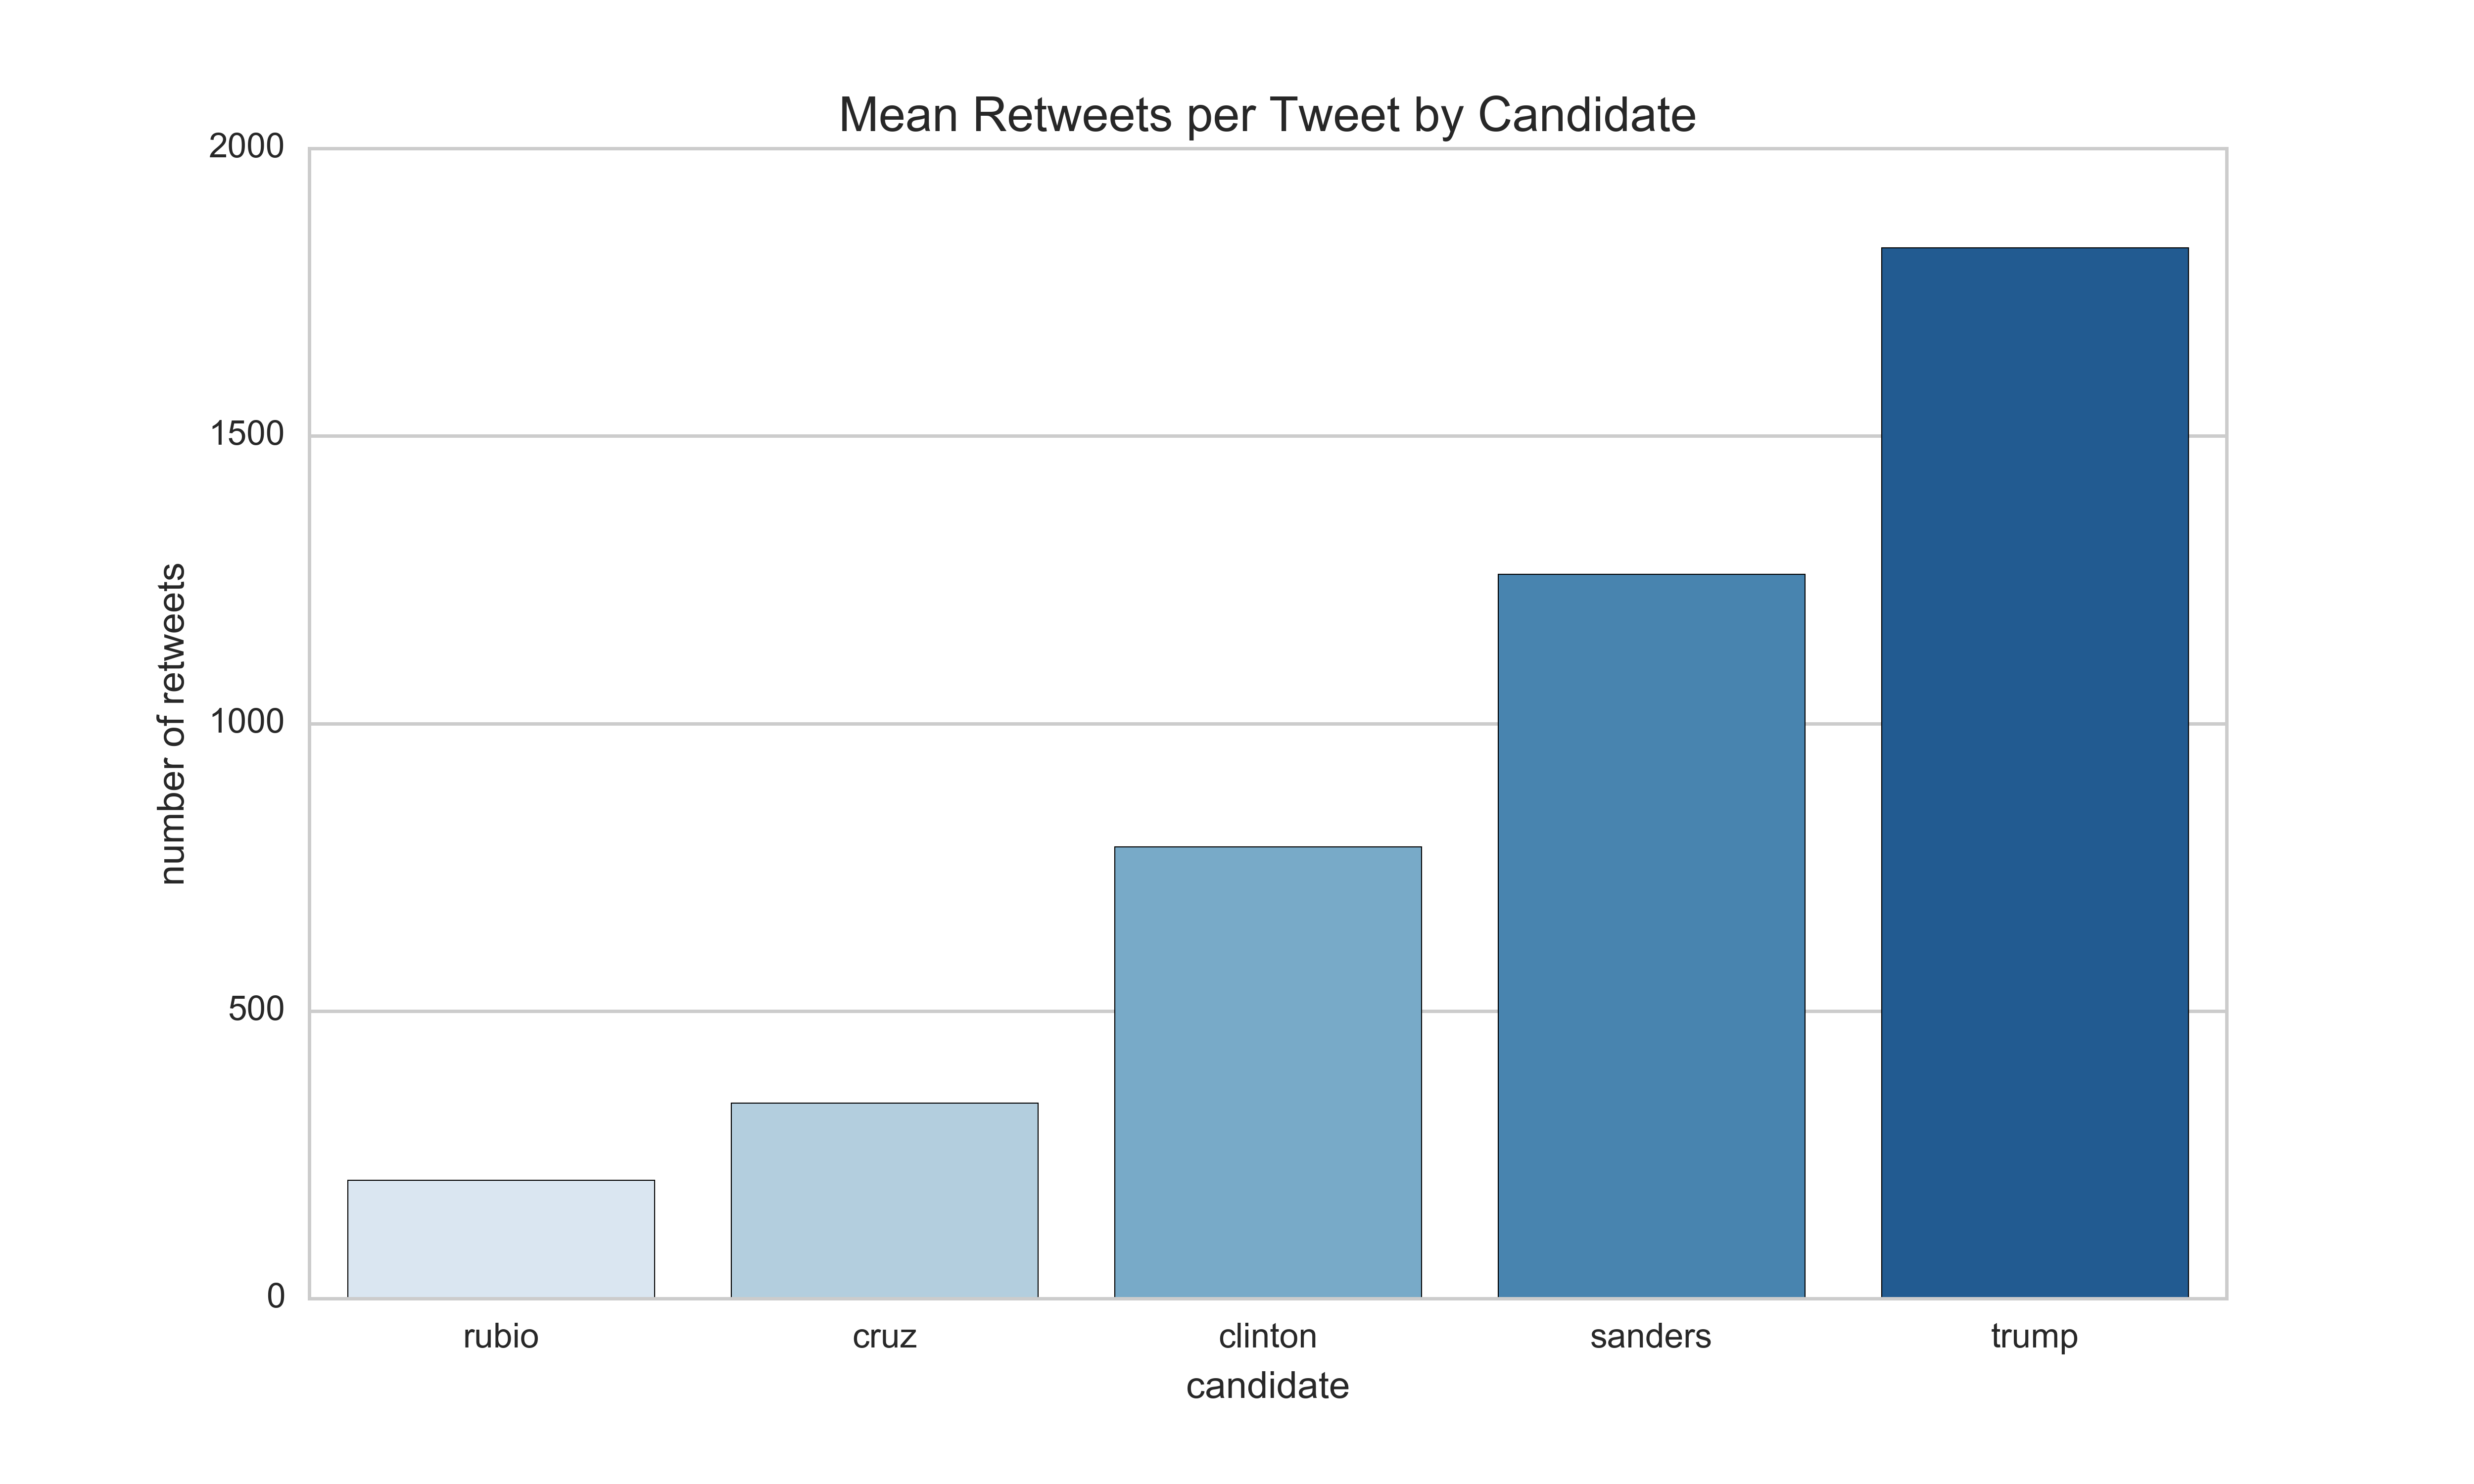 Mean Retweets per Tweet by Candidate
2000
1500
1000
500
0
number of retweets
rubio cruz clinton sanders trump
candidate